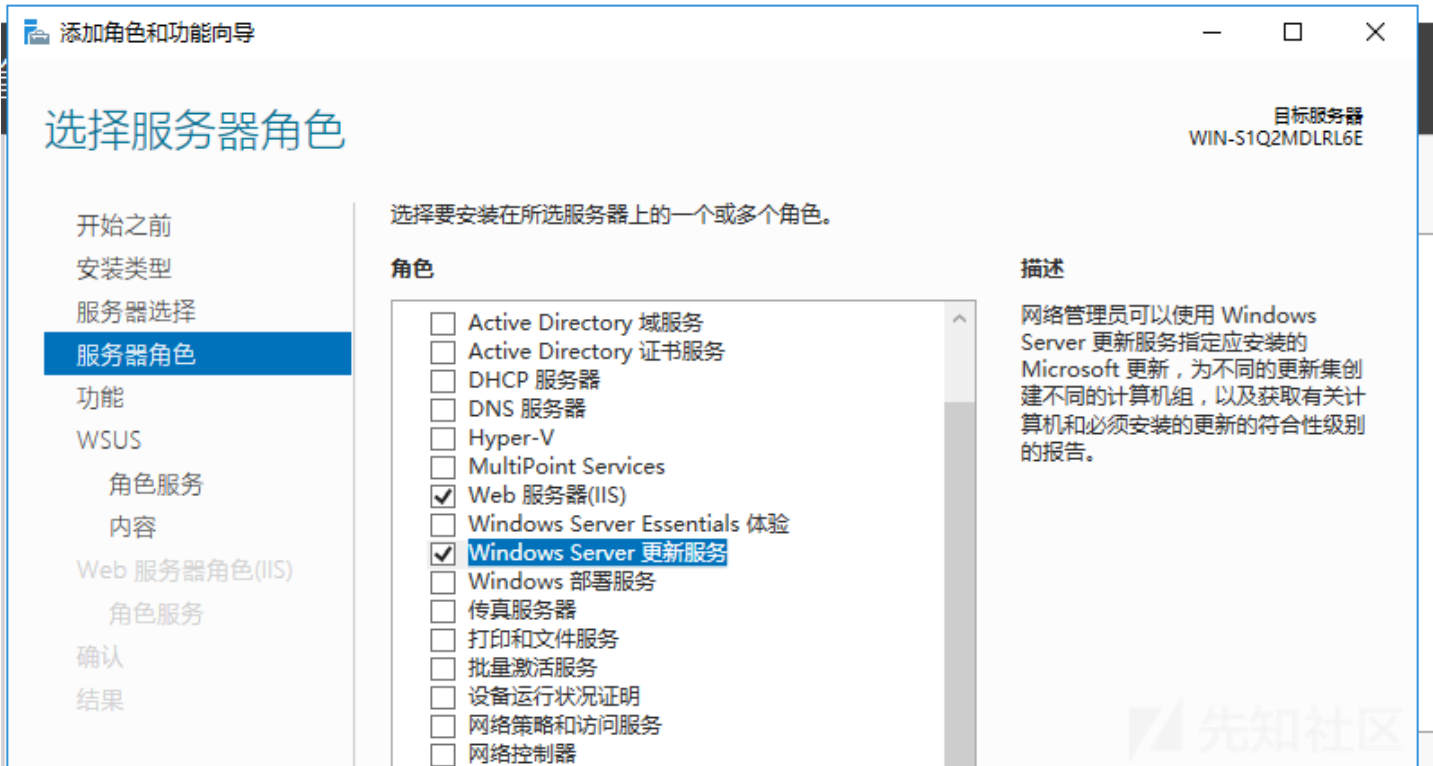 添加角色和功能向导
选择服务器角色
目标服务器
WIN-S1Q2MDLRL6E
开始之前
安装类型
服务器选择
服务器角色
功能
WSUS
角色服务
内容
Web 服务器角色(IIS)
角色服务
确认
结果
选择要安装在所选服务器上的一个或多个角色。
角色
Active Directory 域服务
Active Directory 证书服务
DHCP 服务器
DNS 服务器
Hyper-V
MultiPoint Services
Web 服务器(IIS)
Windows Server Essentials 体验
Windows Server 更新服务
Windows 部署服务
传真服务器
打印和文件服务
批量激活服务
设备运行状况证明
网络策略和访问服务
网络控制器
描述
网络管理员可以使用 Windows
Server 更新服务指定应安装的
Microsoft 更新，为不同的更新集创
建不同的计算机组，以及获取有关计
算机和必须安装的更新的符合性级别
的报告。
先知社区